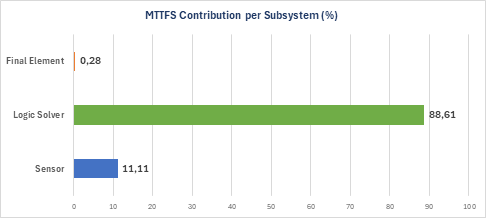 MTTFS Contribution per Subsystem (%)
Final Element 0,28
Logic Solver 88,61
Sensor 11,11
0 10 20 30 40 50 60 70 80 90 100